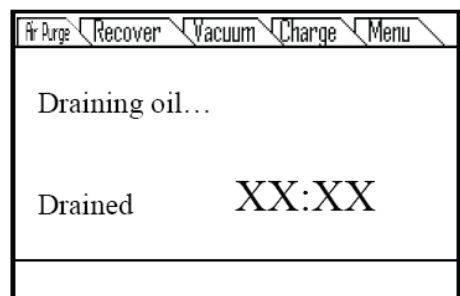 Air Purge Recover Vacuum Charge Menu
Draining oil...
Drained XX:XX